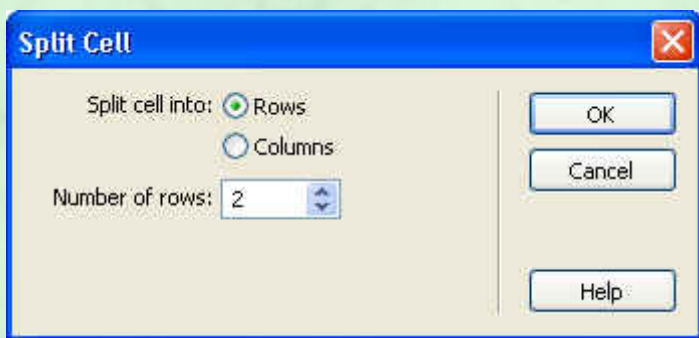 Split Cell
Split cell into: Rows
Columns
Number of rows: 2
OK
Cancel
Help